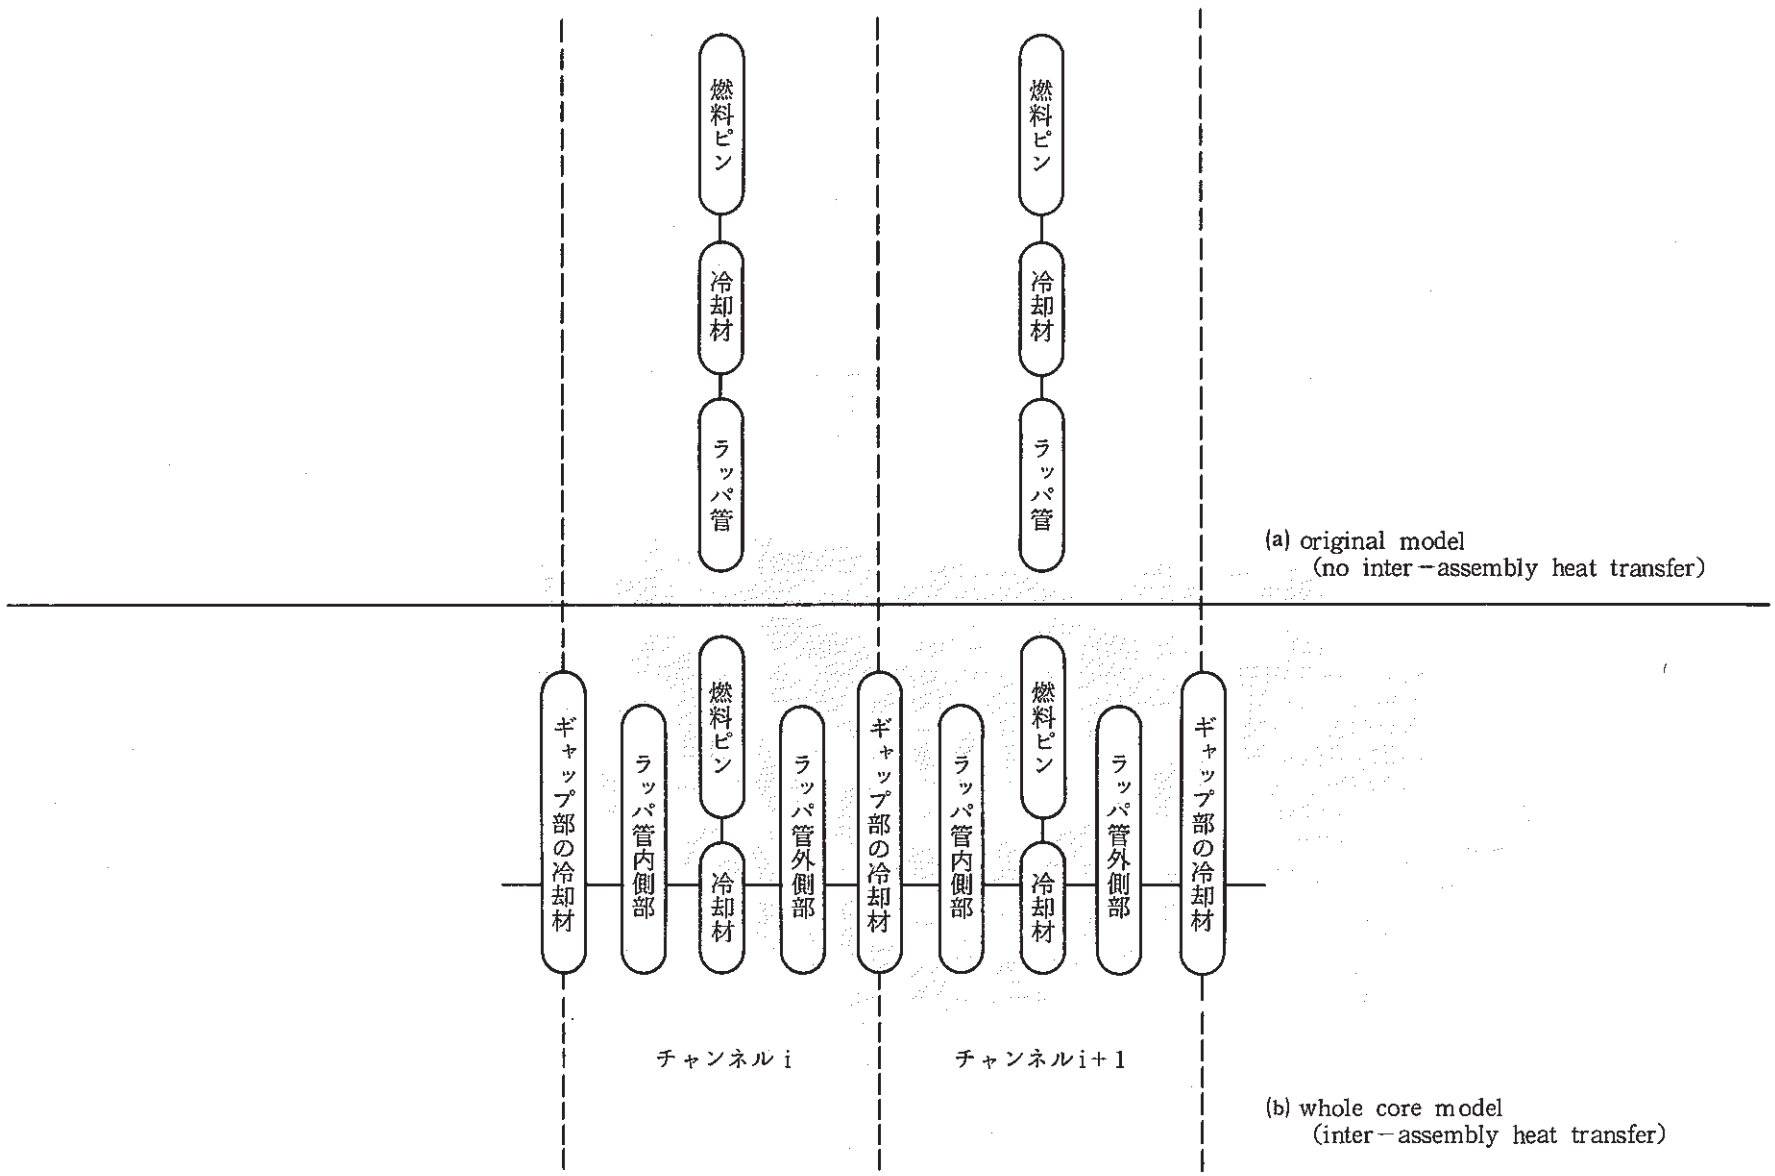 燃料ピン
冷却材
ラッパ管
燃料ピン
冷却材
ラッパ管
(a) original model
(no inter-assembly heat transfer)
ギャップ部の冷却材
ラッパ管内側部
燃料ピン
冷却材
ラッパ管外側部
ギャップ部の冷却材
ラッパ管内側部
燃料ピン
冷却材
ラッパ管外側部
ギャップ部の冷却材
チャンネル i
チャンネル i+1
(b) whole core model
(inter-assembly heat transfer)